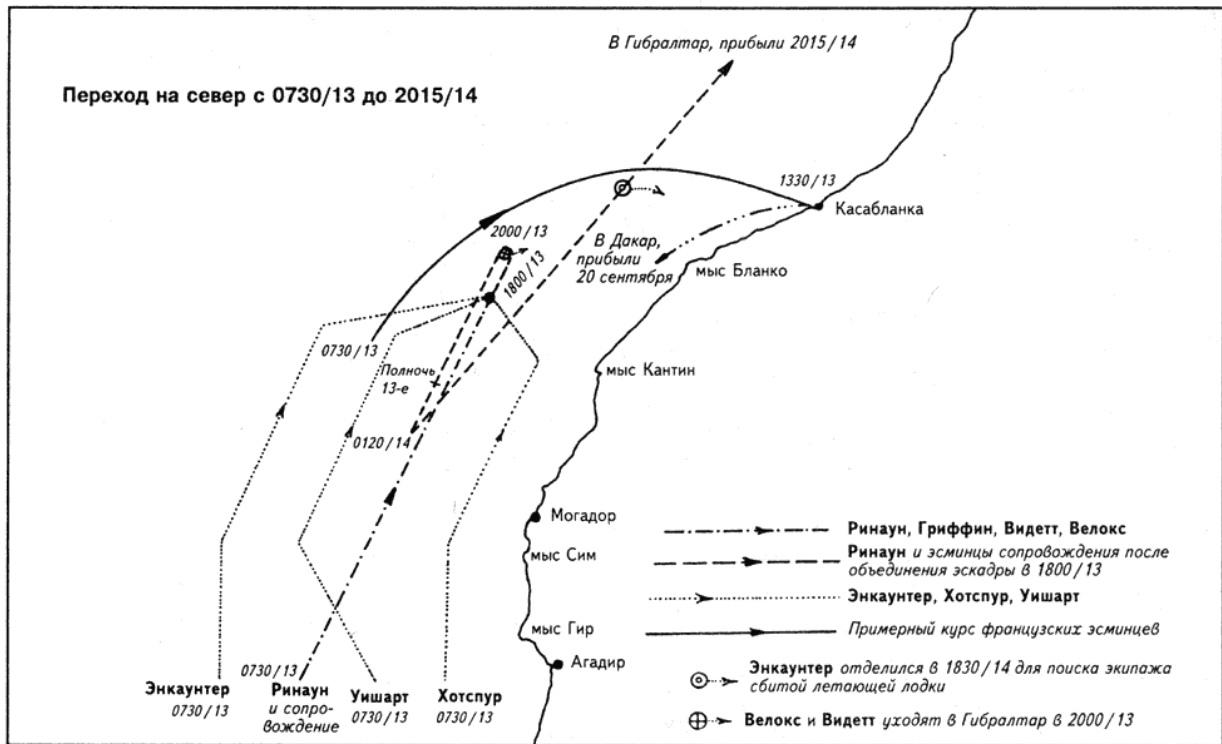 В Гибралтар, прибыли 2015/14
Переход на север с 0730/13 до 2015/14
1330/13
Касабланка
2000/13
1800/13
В Дакар,
прибыли
20 сентября
мыс Бланко
0730/13
Полночь
13-е
мыс Кантин
0120/14
Могадор
мыс Сим
мыс Гир
Агадир
0730/13
Энкаунтер
0730/13
Ринаун
и сопро-
вождение
Уишарт
0730/13
Хотспур
0730/13
Ринаун, Гриффин, Видетт, Велокс
Ринаун и эсминцы сопровождения после
объединения эскадры в 1800/13
Энкаунтер, Хотспур, Уишарт
Примерный курс французских эсминцев
Энкаунтер отделился в 1830/14 для поиска экипажа
сбитой летающей лодки
Велокс и Видетт уходят в Гибралтар в 2000/13